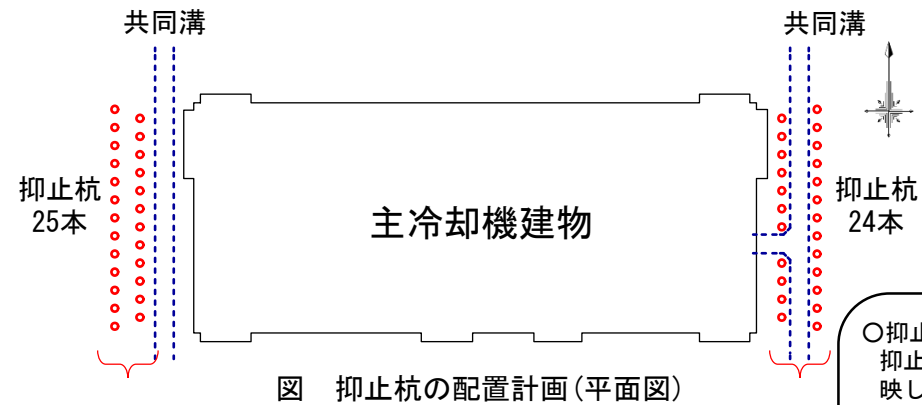 共同溝
共同溝
抑止杭
25本
主冷却機建物
抑止杭
24本
〇抑止
抑止
映し
図　抑止杭の配置計画(平面図)